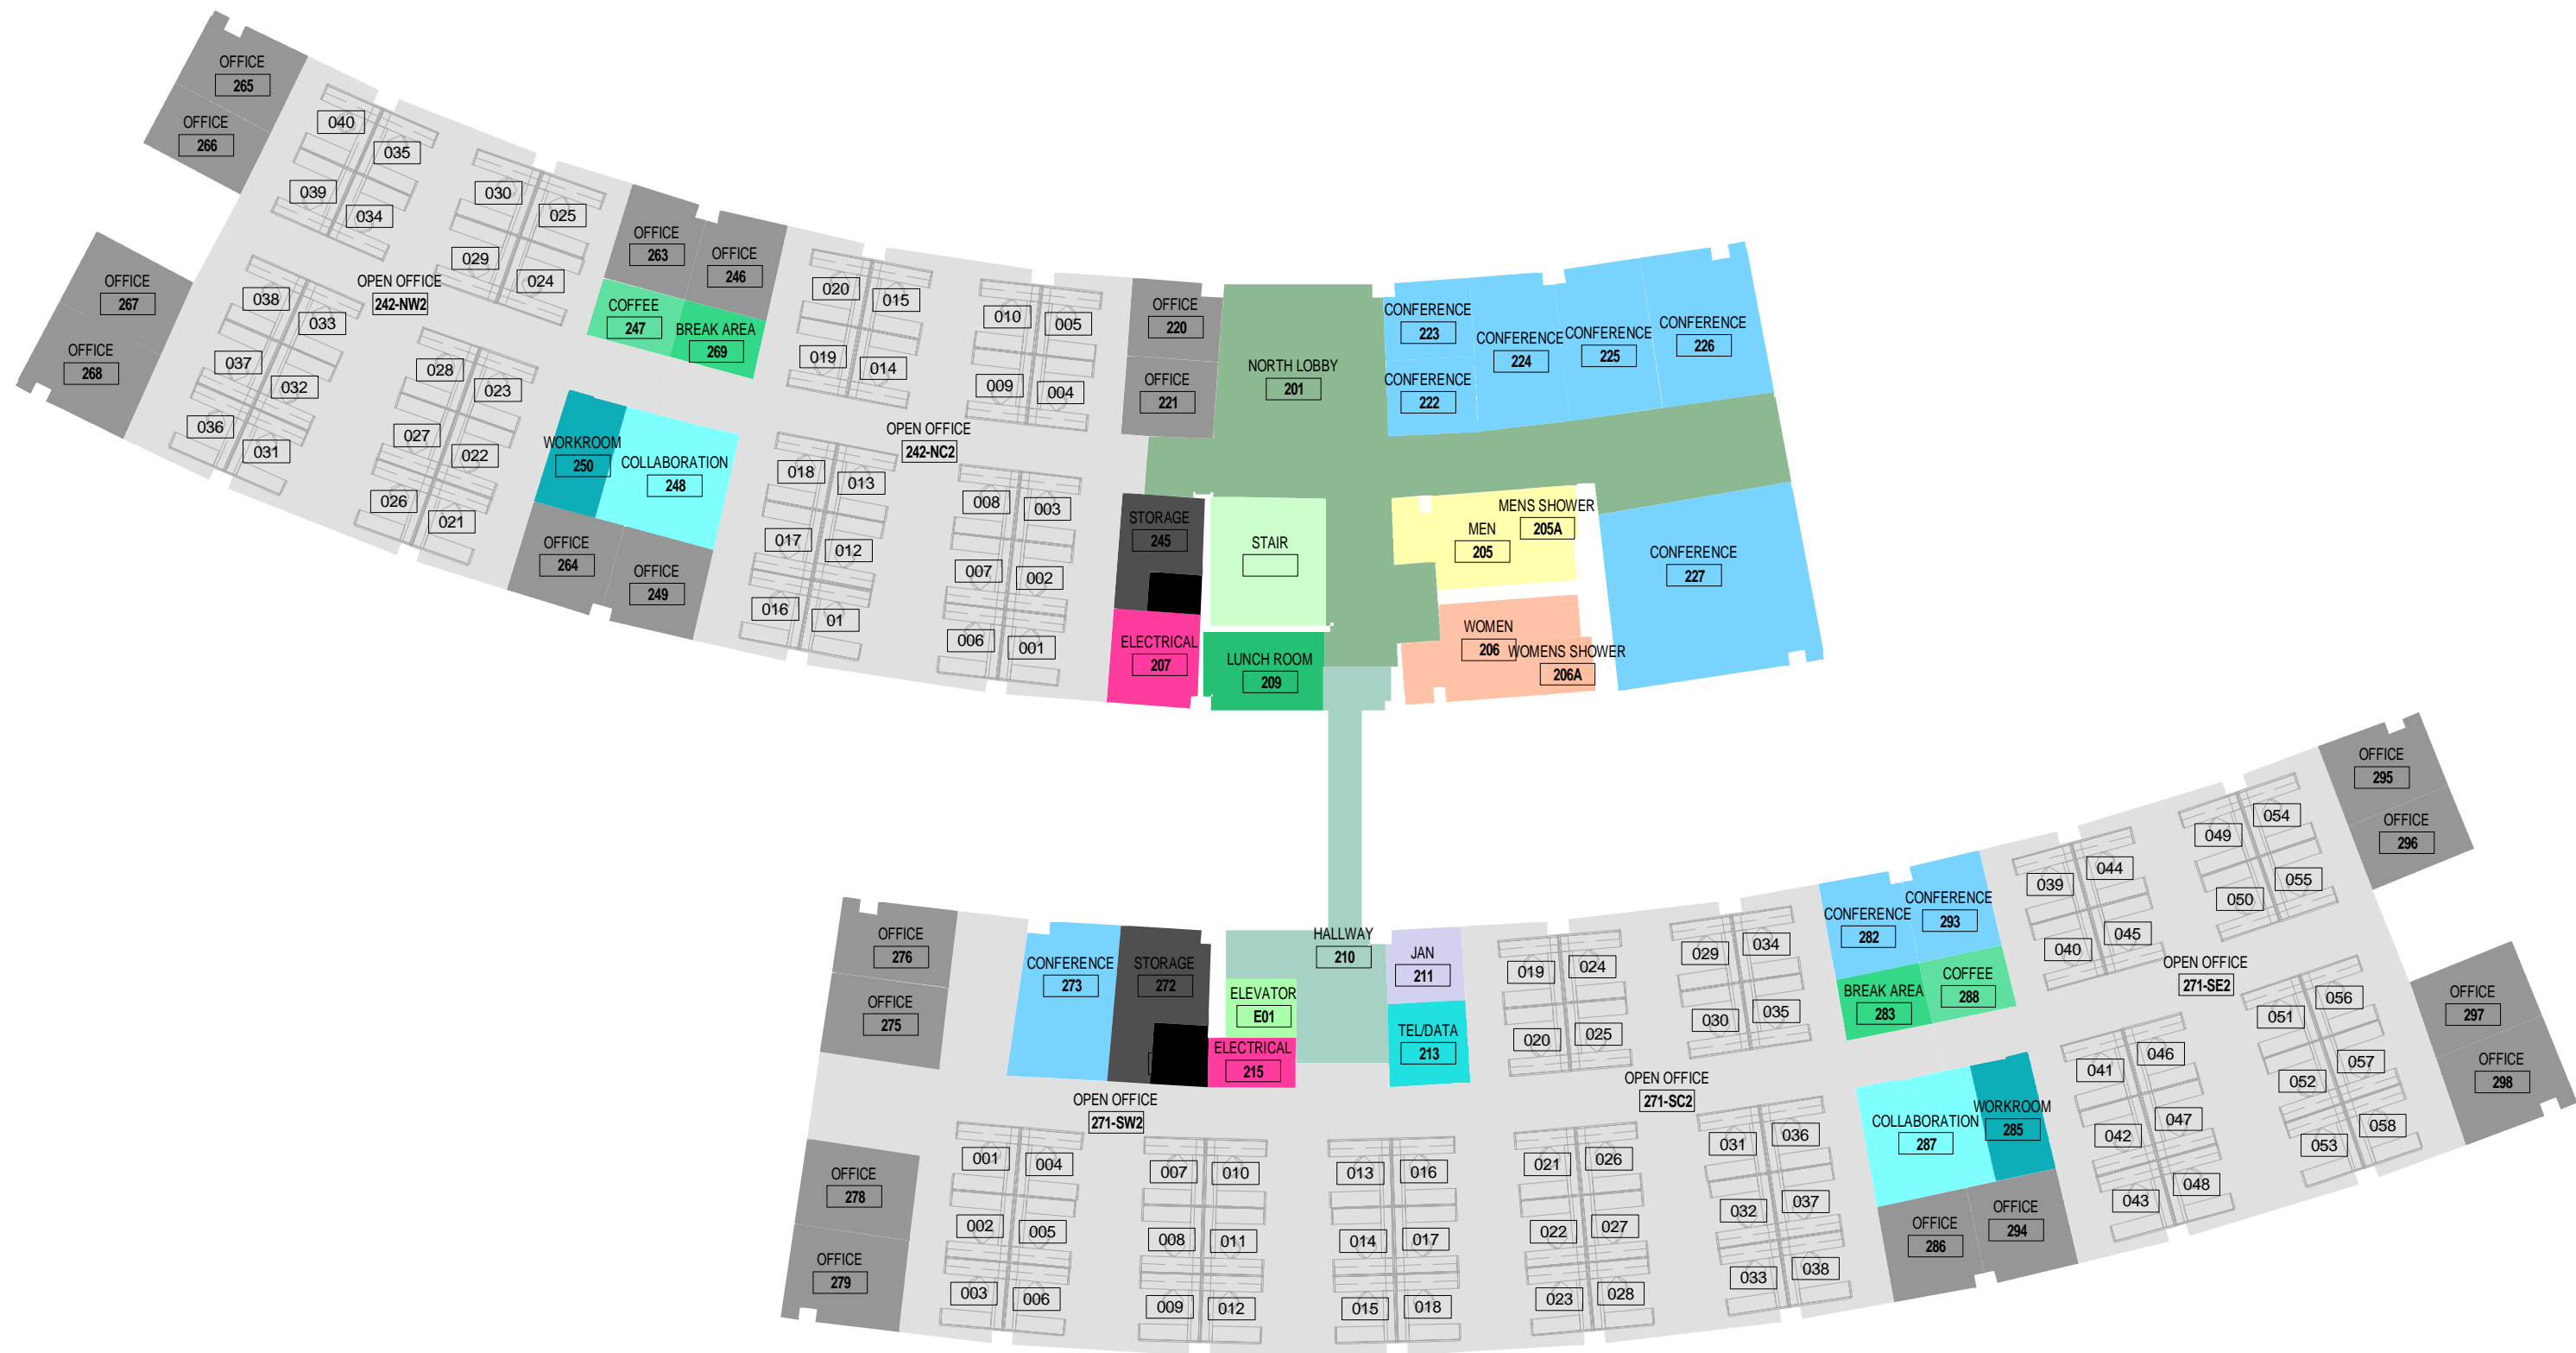 OFFICE
265
OFFICE
266
OFFICE
267
OFFICE
268
040
035
039
034
030
025
029
024
OPEN OFFICE
242-NW2
038
033
037
032
036
031
028
023
027
022
026
021
OFFICE
263
OFFICE
246
COFFEE
247
BREAK AREA
269
WORKROOM
250
COLLABORATION
248
OFFICE
264
OFFICE
249
020
015
019
014
010
005
009
004
OPEN OFFICE
242-NC2
018
013
017
012
016
01
008
003
007
002
006
001
OFFICE
220
OFFICE
221
NORTH LOBBY
201
CONFERENCE
223
CONFERENCE
222
CONFERENCE
224
CONFERENCE
225
CONFERENCE
226
STORAGE
245
STAIR
MENS SHOWER
205A
MEN
205
CONFERENCE
227
ELECTRICAL
207
LUNCH ROOM
209
WOMEN
206
WOMENS SHOWER
206A
OFFICE
276
OFFICE
275
OFFICE
278
OFFICE
279
CONFERENCE
273
STORAGE
272
HALLWAY
210
ELEVATOR
E01
ELECTRICAL
215
JAN
211
TEL/DATA
213
OPEN OFFICE
271-SW2
001
004
002
005
003
006
007
010
008
011
009
012
013
016
014
017
015
018
019
024
020
025
029
034
030
035
OPEN OFFICE
271-SC2
021
026
022
027
023
028
031
036
032
037
033
038
CONFERENCE
282
CONFERENCE
293
BREAK AREA
283
COFFEE
288
COLLABORATION
287
WORKROOM
285
OFFICE
286
OFFICE
294
039
044
040
045
049
054
050
055
OPEN OFFICE
271-SE2
041
046
042
047
043
048
051
056
052
057
053
058
OFFICE
295
OFFICE
296
OFFICE
297
OFFICE
298